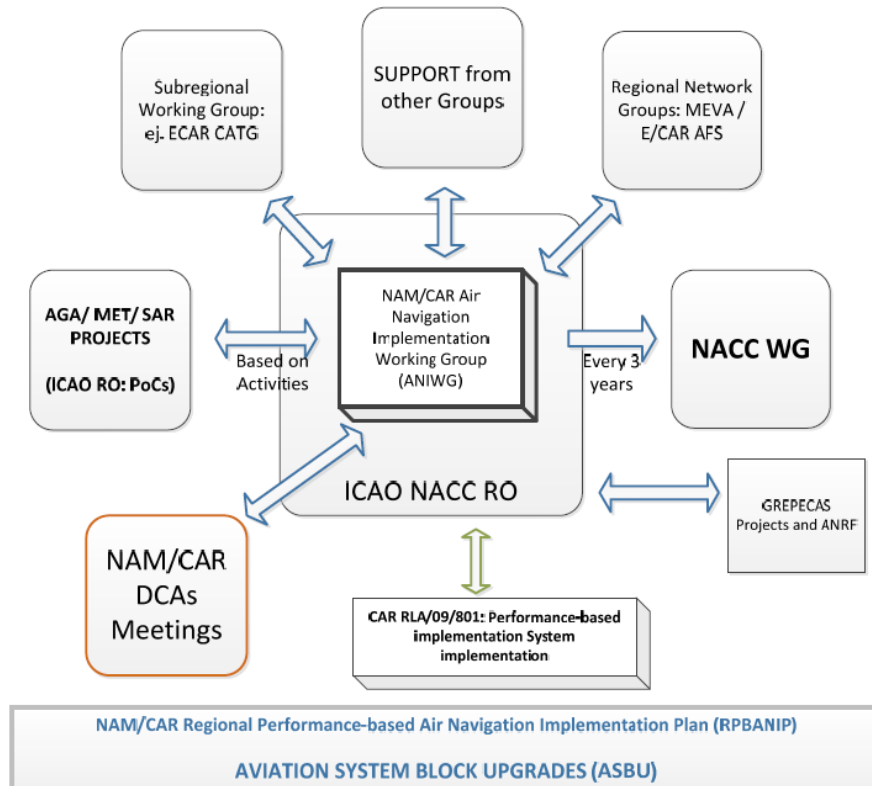 Subregional
Working Group:
ej. ECAR CATG
SUPPORT from
other Groups
Regional Network
Groups: MEVA /
E/CAR AFS
AGA/ MET/ SAR
PROJECTS
(ICAO RO: PoCs)
Based on
Activities
NAM/CAR Air
Navigation
Implementation
Working Group
(ANIWG)
Every 3
years
NACC WG
ICAO NACC RO
GREPECAS
Projects and ANRF
NAM/CAR
DCAs
Meetings
CAR RLA/09/801: Performance-based
implementation System
implementation
NAM/CAR Regional Performance-based Air Navigation Implementation Plan (RPBANIP)
AVIATION SYSTEM BLOCK UPGRADES (ASBU)